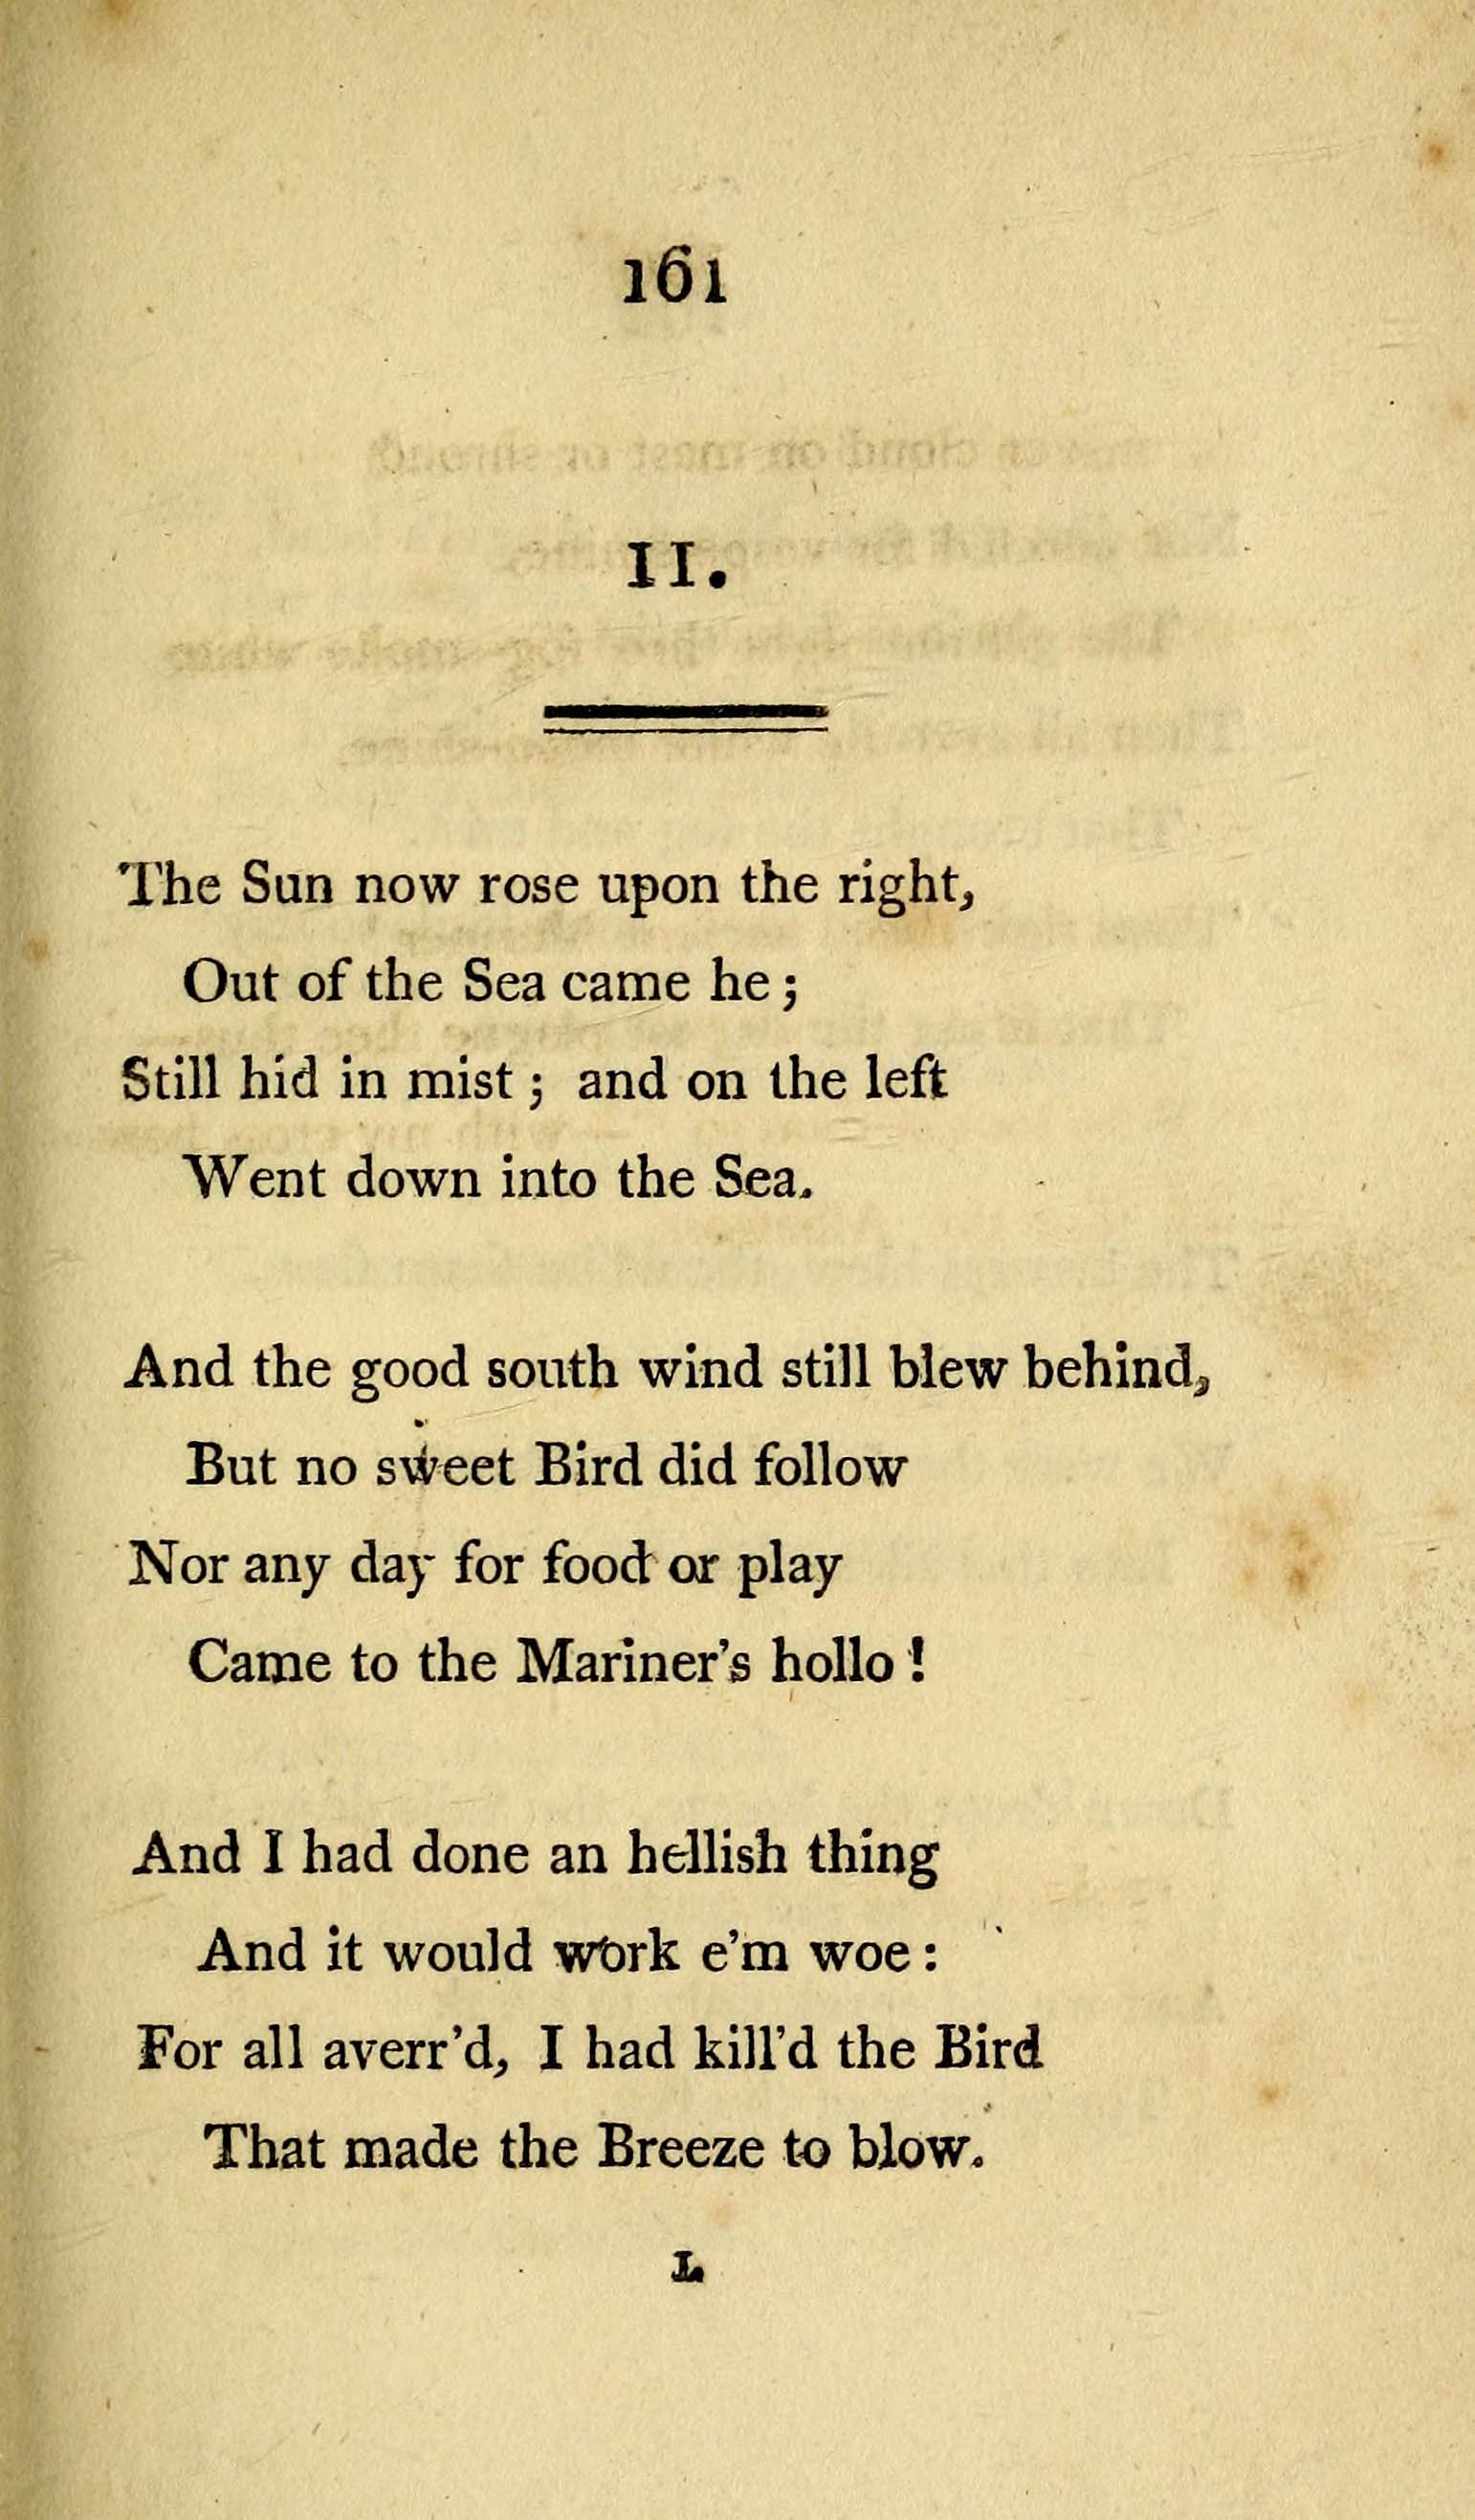 161
II.
The Sun now rose upon the right,
Out of the Sea came he;
Still hid in mist; and on the left
Went down into the Sea.
And the good south wind still blew behind,
But no sweet Bird did follow
Nor any day for food or play
Came to the Mariner's hollo!
And I had done an hellish thing
And it would work e'm woe:
For all averr'd, I had kill'd the Bird
That made the Breeze to blow.
L